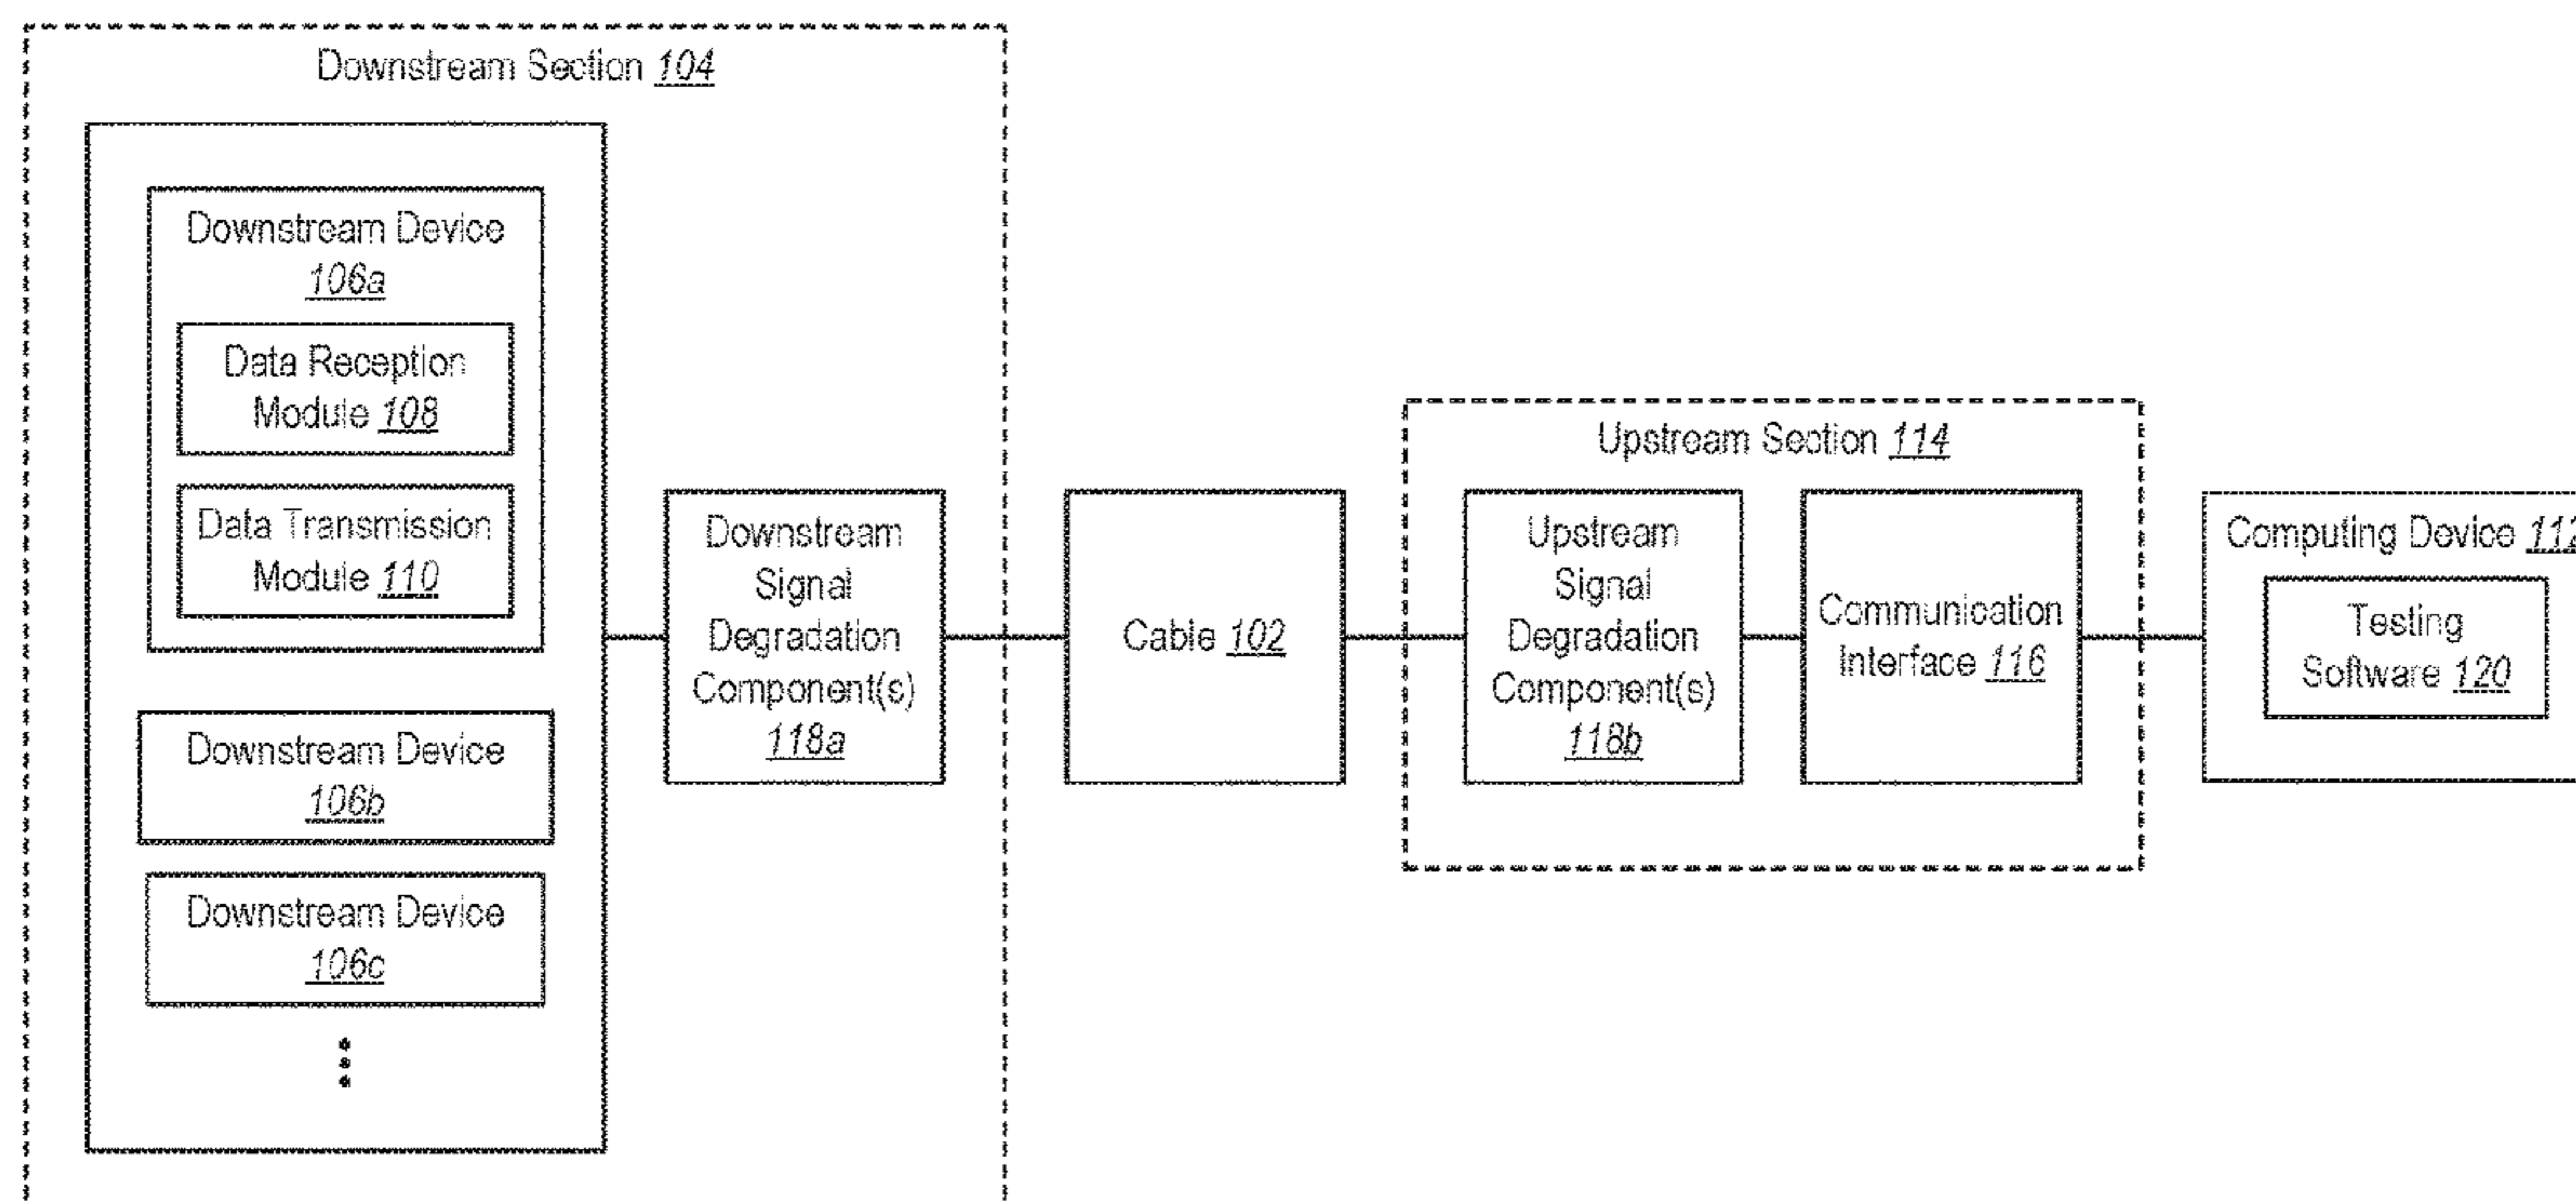 Downstream Section 104
Downstream Device
106a
Data Reception
Module 108
Data Transmission
Module 110
Downstream Device
106b
Downstream Device
106c
Downstream
Signal
Degradation
Component(s)
118a
Cable 102
Upstream Section 114
Upstream
Signal
Degradation
Component(s)
118b
Communication
Interface 116
Computing Device 112
Testing
Software 120